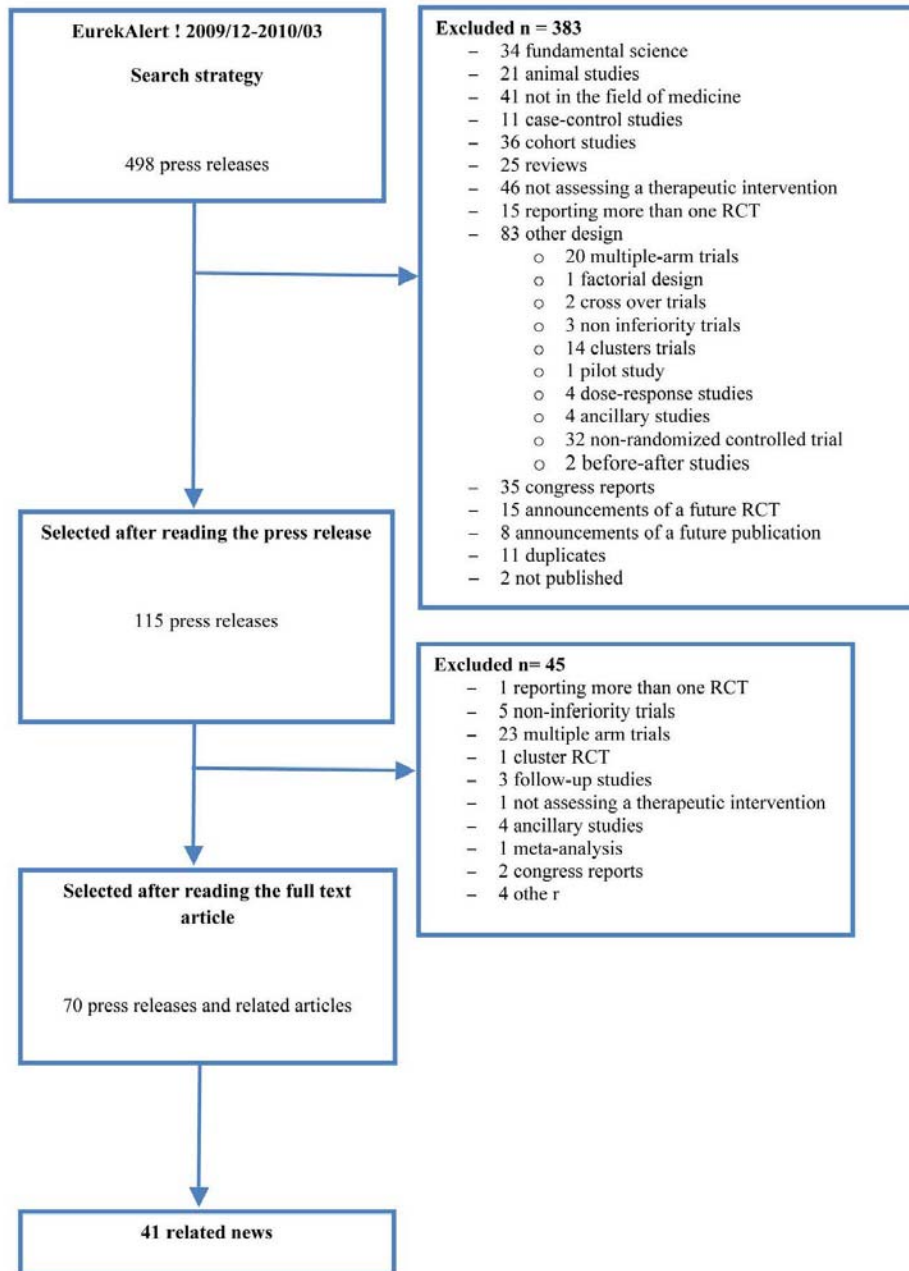 EurekAlert ! 2009/12-2010/03
Search strategy
498 press releases
Excluded n = 383
– 34 fundamental science
– 21 animal studies
– 41 not in the field of medicine
– 11 case-control studies
– 36 cohort studies
– 25 reviews
– 46 not assessing a therapeutic intervention
– 15 reporting more than one RCT
– 83 other design
o 20 multiple-arm trials
o 1 factorial design
o 2 cross over trials
o 3 non inferiority trials
o 14 clusters trials
o 1 pilot study
o 4 dose-response studies
o 4 ancillary studies
o 32 non-randomized controlled trial
o 2 before-after studies
– 35 congress reports
– 15 announcements of a future RCT
– 8 announcements of a future publication
– 11 duplicates
– 2 not published
Selected after reading the press release
115 press releases
Excluded n= 45
– 1 reporting more than one RCT
– 5 non-inferiority trials
– 23 multiple arm trials
– 1 cluster RCT
– 3 follow-up studies
– 1 not assessing a therapeutic intervention
– 4 ancillary studies
– 1 meta-analysis
– 2 congress reports
– 4 othe r
Selected after reading the full text
article
70 press releases and related articles
41 related news